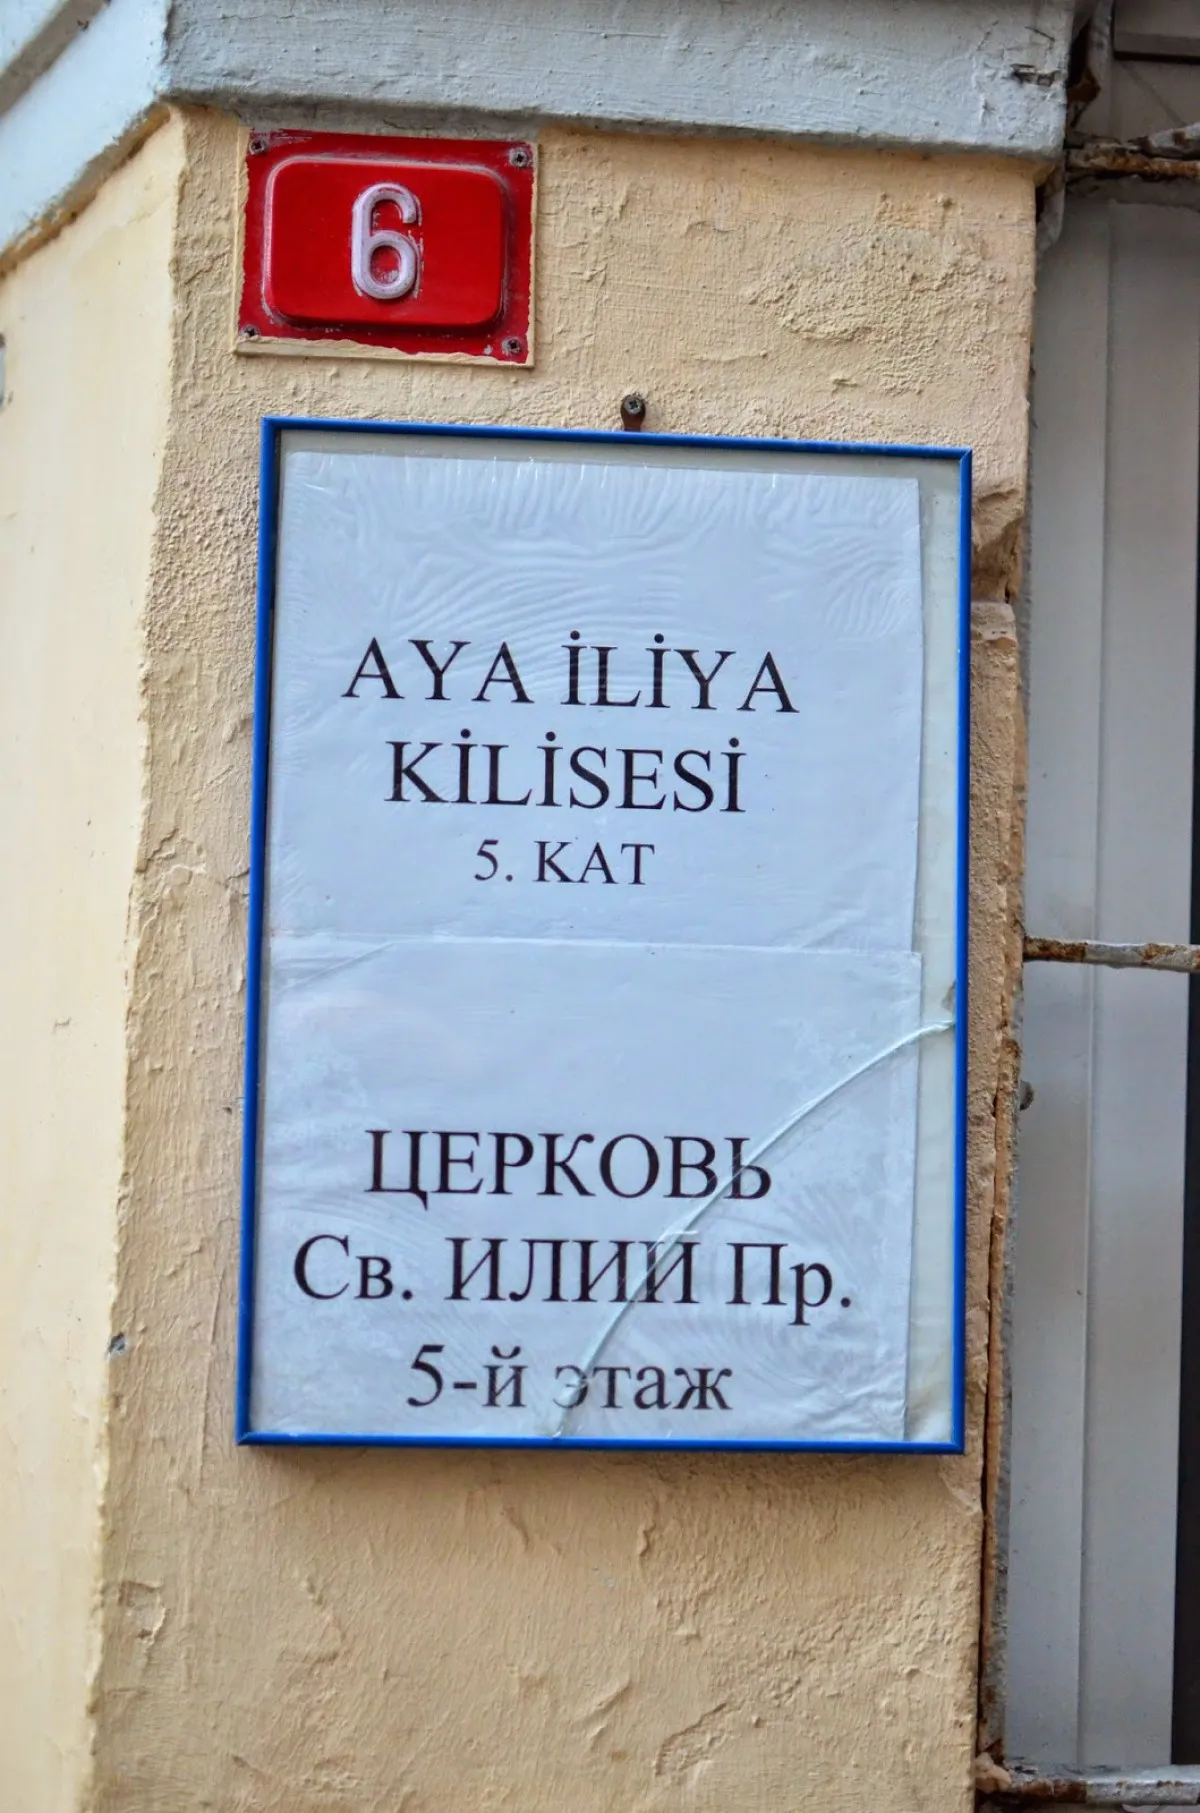 6
AYA İLİYA
KİLİSESİ
5. KAT
ЦЕРКОВЬ
Св. ИЛИИ Пр.
5-й этаж